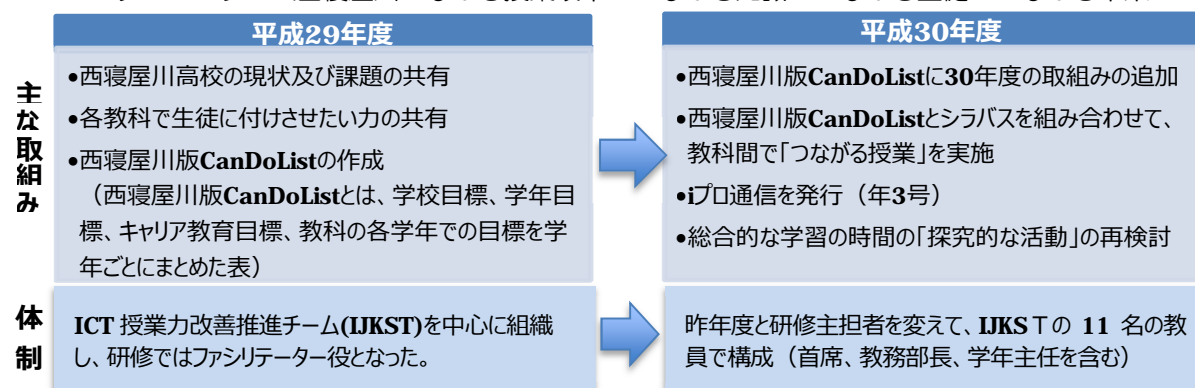 平成29年度
平成30年度
主な取組み
•西寝屋川高校の現状及び課題の共有
•各教科で生徒に付けさせたい力の共有
•西寝屋川版CanDoListの作成
（西寝屋川版CanDoListとは、学校目標、学年目
標、キャリア教育目標、教科の各学年での目標を学
年ごとにまとめた表）
•西寝屋川版CanDoListに30年度の取組みの追加
•西寝屋川版CanDoListとシラバスを組み合わせて、
教科間で「つながる授業」を実施
•iプロ通信を発行（年3号）
•総合的な学習の時間の「探究的な活動」の再検討
体制
ICT 授業力改善推進チーム(IJKST)を中心に組織
し、研修ではファシリテーター役となった。
昨年度と研修主担者を変えて、IJKSTの 11 名の教
員で構成（首席、教務部長、学年主任を含む）